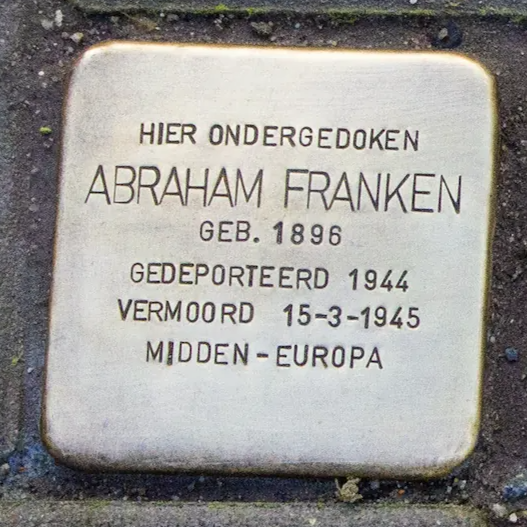 HIER ONDERGEDOKEN
ABRAHAM FRANKEN
GEB. 1896
GEDEPORTEERD 1944
VERMOORD 15-3-1945
MIDDEN-EUROPA